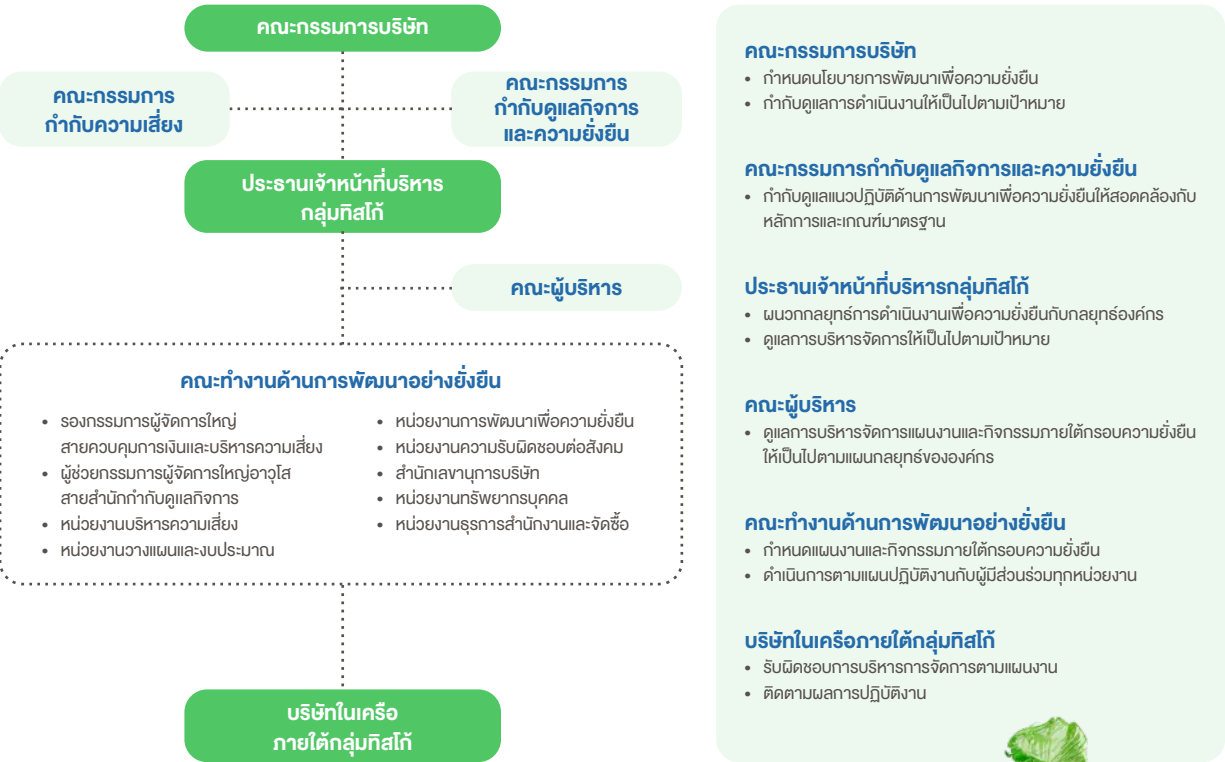 คณะกรรมการบริษัท
คณะกรรมการ
กำกับความเสี่ยง
คณะกรรมการ
กำกับดูแลกิจการ
และความยั่งยืน
ประธานเจ้าหน้าที่บริหาร
กลุ่มทิสโก้
คณะผู้บริหาร
คณะทำงานด้านการพัฒนาอย่างยั่งยืน
• รองกรรมการผู้จัดการใหญ่
สายควบคุมการเงินและบริหารความเสี่ยง
• ผู้ช่วยกรรมการผู้จัดการใหญ่อาวุโส
สายสำนักกำกับดูแลกิจการ
• หน่วยงานบริหารความเสี่ยง
• หน่วยงานวางแผนและงบประมาณ
• หน่วยงานการพัฒนาเพื่อความยั่งยืน
• หน่วยงานความรับผิดชอบต่อสังคม
• สำนักเลขานุการบริษัท
• หน่วยงานทรัพยากรบุคคล
• หน่วยงานธุรการสำนักงานและจัดซื้อ
บริษัทในเครือ
ภายใต้กลุ่มทิสโก้
คณะกรรมการบริษัท
• กำหนดนโยบายการพัฒนาเพื่อความยั่งยืน
• กำกับดูแลการดำเนินงานให้เป็นไปตามเป้าหมาย
คณะกรรมการกำกับดูแลกิจการและความยั่งยืน
• กำกับดูแลแนวปฏิบัติด้านการพัฒนาเพื่อความยั่งยืนให้สอดคล้องกับ
หลักการและเกณฑ์มาตรฐาน
ประธานเจ้าหน้าที่บริหารกลุ่มทิสโก้
• ผนวกกลยุทธ์การดำเนินงานเพื่อความยั่งยืนกับกลยุทธ์องค์กร
• ดูแลการบริหารจัดการให้เป็นไปตามเป้าหมาย
คณะผู้บริหาร
• ดูแลการบริหารจัดการแผนงานและกิจกรรมภายใต้กรอบความยั่งยืน
ให้เป็นไปตามแผนกลยุทธ์ขององค์กร
คณะทำงานด้านการพัฒนาอย่างยั่งยืน
• กำหนดแผนงานและกิจกรรมภายใต้กรอบความยั่งยืน
• ดำเนินการตามแผนปฏิบัติงานกับผู้มีส่วนร่วมทุกหน่วยงาน
บริษัทในเครือภายใต้กลุ่มทิสโก้
• รับผิดชอบการบริหารการจัดการตามแผนงาน
• ติดตามผลการปฏิบัติงาน